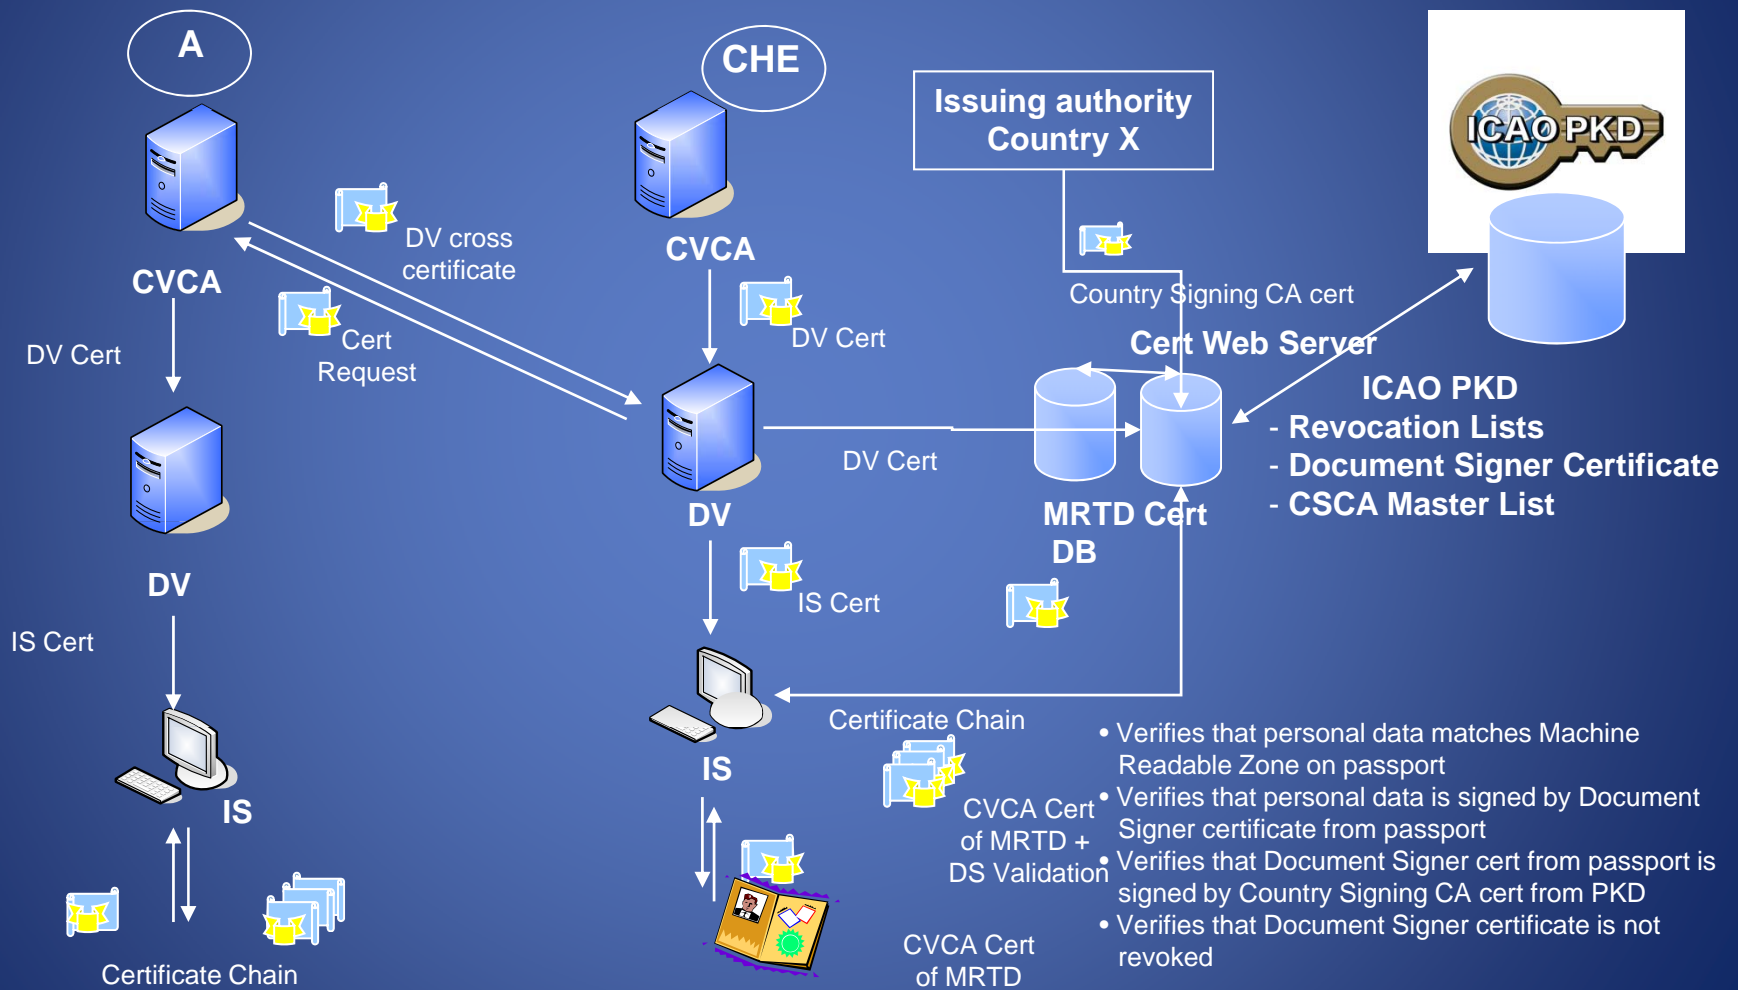 A
CHE
Issuing authority
Country X
ICAO PKD
DV cross
certificate
CVCA
CVCA
Country Signing CA cert
Cert
Request
DV Cert
DV Cert
Cert Web Server
ICAO PKD
- Revocation Lists
- Document Signer Certificate
- CSCA Master List
DV Cert
DV
MRTD Cert
DB
DV
IS Cert
IS Cert
Certificate Chain
IS
IS
CVCA Cert
of MRTD +
DS Validation
• Verifies that personal data matches Machine
Readable Zone on passport
• Verifies that personal data is signed by Document
Signer certificate from passport
• Verifies that Document Signer cert from passport is
signed by Country Signing CA cert from PKD
• Verifies that Document Signer certificate is not
revoked
CVCA Cert
of MRTD
Certificate Chain